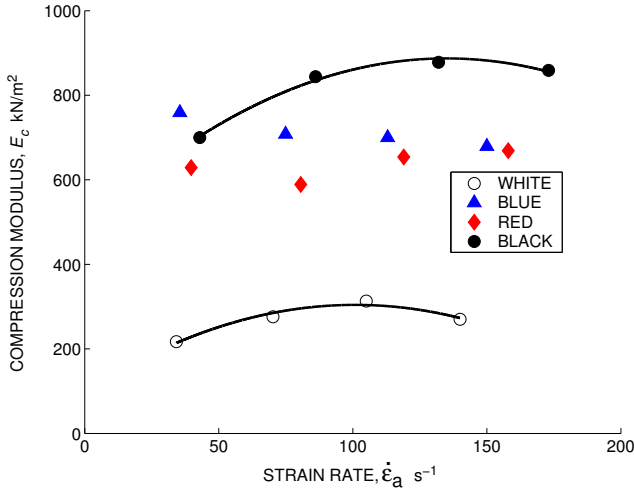 COMPRESSION MODULUS, E_c kN/m²
1000
800
600
400
200
0
WHITE
BLUE
RED
BLACK
0
50
100
150
200
STRAIN RATE, ε̇ₐ s⁻¹